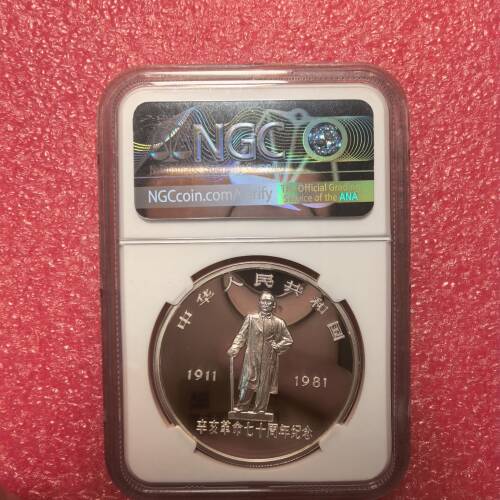 NGC
NGCcoin.com/verify
The Official Grading
Service of the ANA
中华人民共和国
1911
1981
辛亥革命七十周年纪念